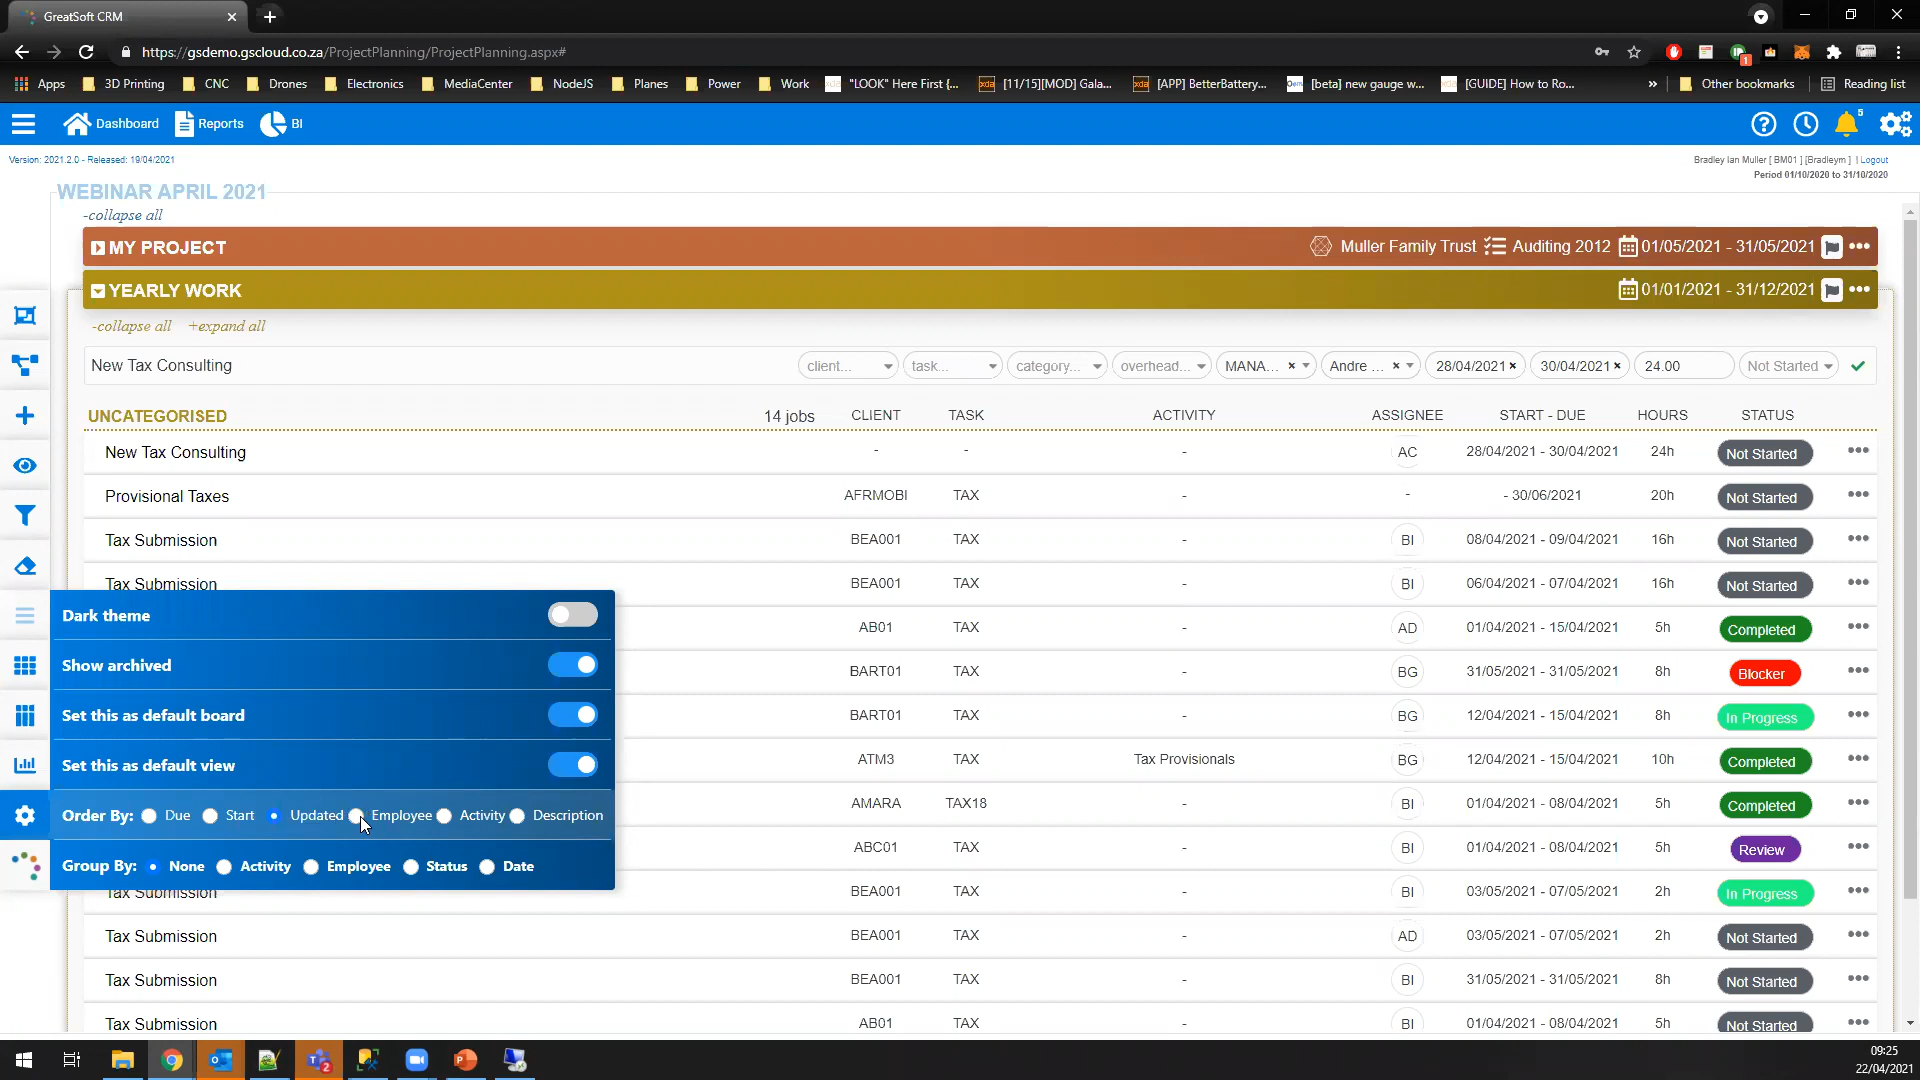 GreatSoft CRM
https://gsdemo.gscloud.co.za/ProjectPlanning/ProjectPlanning.aspx#
Apps 3D Printing CNC Drones Electronics MediaCenter NodeJS Planes Power Work "LOOK" Here First {... [11/15][MOD] Gala... [APP] BetterBattery... [beta] new gauge w... [GUIDE] How to Ro... » Other bookmarks Reading list
Dashboard Reports BI
Version: 2021.2.0 - Released: 19/04/2021
Bradley Ian Muller [ BM01 ] [Bradleym ] | Logout
Period 01/10/2020 to 31/10/2020
WEBINAR APRIL 2021
-collapse all
MY PROJECT Muller Family Trust Auditing 2012 01/05/2021 - 31/05/2021
YEARLY WORK 01/01/2021 - 31/12/2021
-collapse all +expand all
New Tax Consulting client... task... category... overhead... MANA... × Andre ... × 28/04/2021 × 30/04/2021 × 24.00 Not Started
UNCATEGORISED 14 jobs CLIENT TASK ACTIVITY ASSIGNEE START - DUE HOURS STATUS
New Tax Consulting - - - AC 28/04/2021 - 30/04/2021 24h Not Started
Provisional Taxes AFRMOBI TAX - - - 30/06/2021 20h Not Started
Tax Submission BEA001 TAX - BI 08/04/2021 - 09/04/2021 16h Not Started
Tax Submission BEA001 TAX - BI 06/04/2021 - 07/04/2021 16h Not Started
Dark theme
AB01 TAX - AD 01/04/2021 - 15/04/2021 5h Completed
Show archived
BART01 TAX - BG 31/05/2021 - 31/05/2021 8h Blocker
Set this as default board
BART01 TAX - BG 12/04/2021 - 15/04/2021 8h In Progress
Set this as default view
ATM3 TAX Tax Provisionals BG 12/04/2021 - 15/04/2021 10h Completed
Order By: Due Start Updated Employee Activity Description
AMARA TAX18 - BI 01/04/2021 - 08/04/2021 5h Completed
Group By: None Activity Employee Status Date
ABC01 TAX - BI 01/04/2021 - 08/04/2021 5h Review
Tax Submission BEA001 TAX - BI 03/05/2021 - 07/05/2021 2h In Progress
Tax Submission BEA001 TAX - AD 03/05/2021 - 07/05/2021 2h Not Started
Tax Submission BEA001 TAX - BI 31/05/2021 - 31/05/2021 8h Not Started
Tax Submission AB01 TAX - BI 01/04/2021 - 08/04/2021 5h Not Started
09:25
22/04/2021